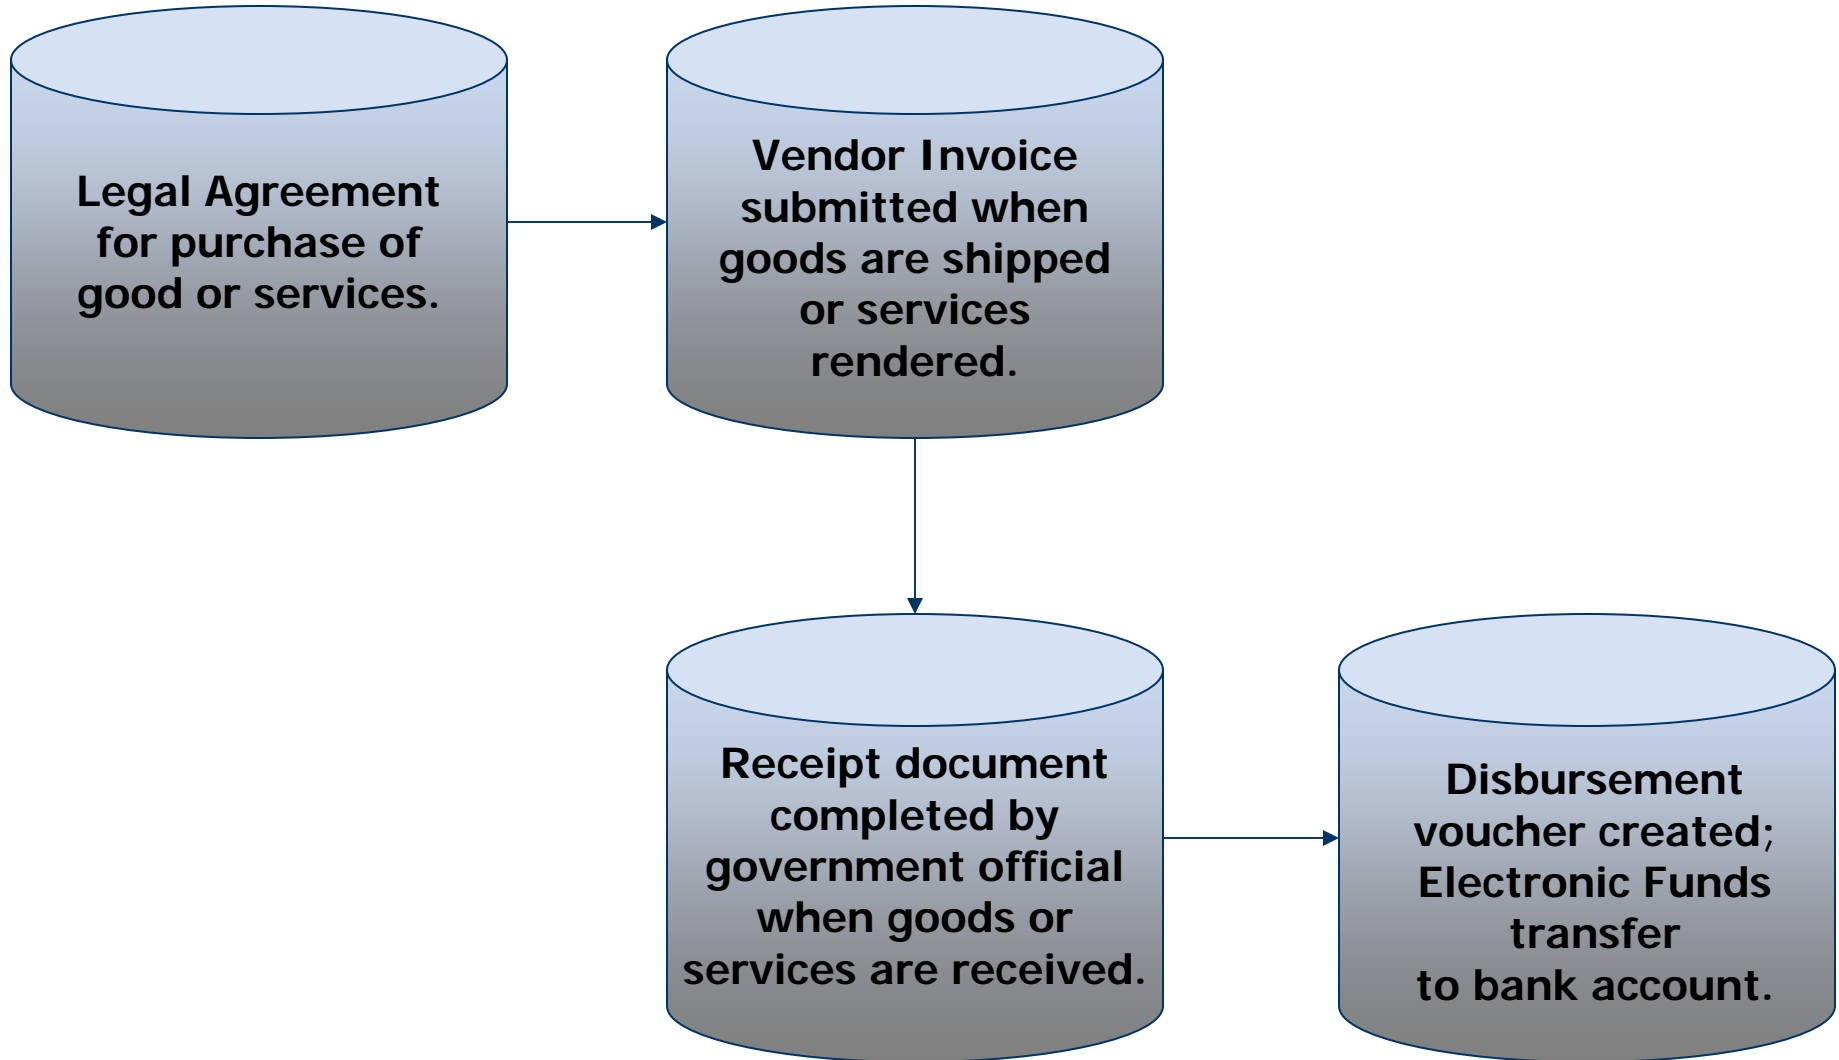 Legal Agreement
for purchase of
good or services.
Vendor Invoice
submitted when
goods are shipped
or services
rendered.
Receipt document
completed by
government official
when goods or
services are received.
Disbursement
voucher created;
Electronic Funds
transfer
to bank account.